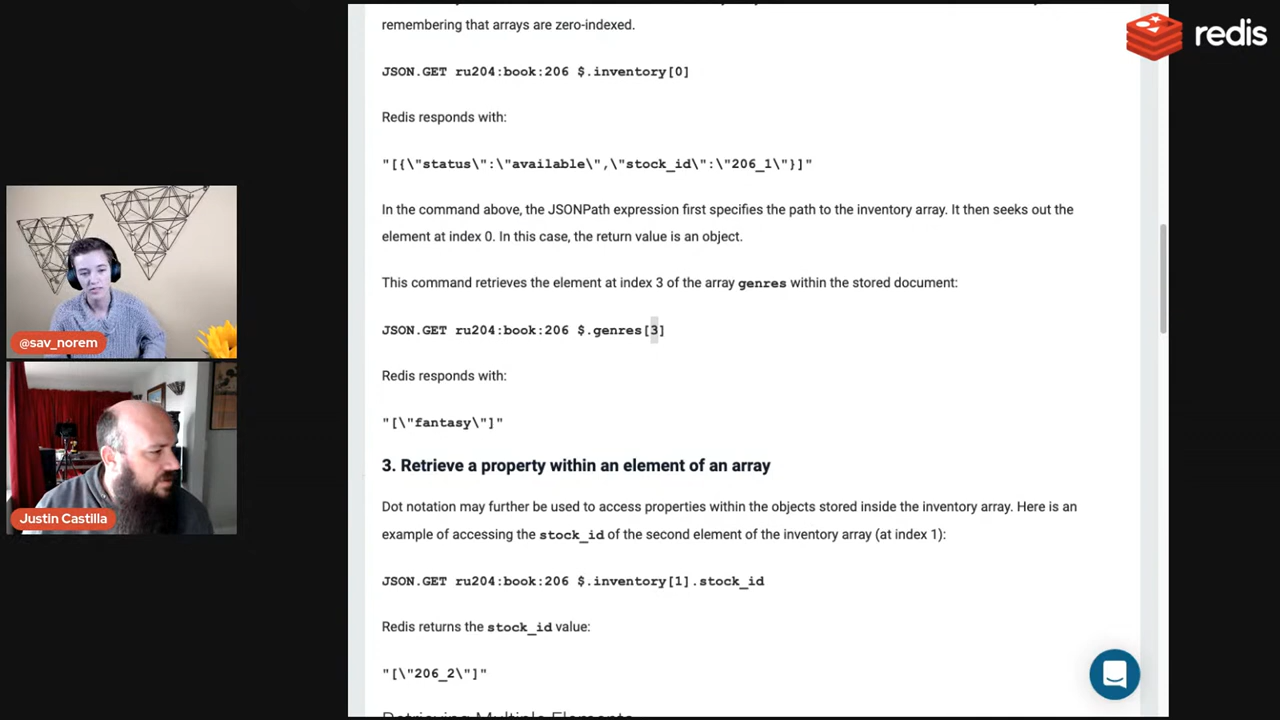 remembering that arrays are zero-indexed.
redis
JSON.GET ru204:book:206 $.inventory[0]
Redis responds with:
"[{\"status\":\"available\",\"stock_id\":\"206_1\"}]"
In the command above, the JSONPath expression first specifies the path to the inventory array. It then seeks out the
element at index 0. In this case, the return value is an object.
This command retrieves the element at index 3 of the array genres within the stored document:
JSON.GET ru204:book:206 $.genres[3]
@sav_norem
Redis responds with:
"[\"fantasy\"]"
3. Retrieve a property within an element of an array
Dot notation may further be used to access properties within the objects stored inside the inventory array. Here is an
Justin Castilla
example of accessing the stock_id of the second element of the inventory array (at index 1):
JSON.GET ru204:book:206 $.inventory[1].stock_id
Redis returns the stock_id value:
"[\"206_2\"]"
Retrieving Multiple Elements